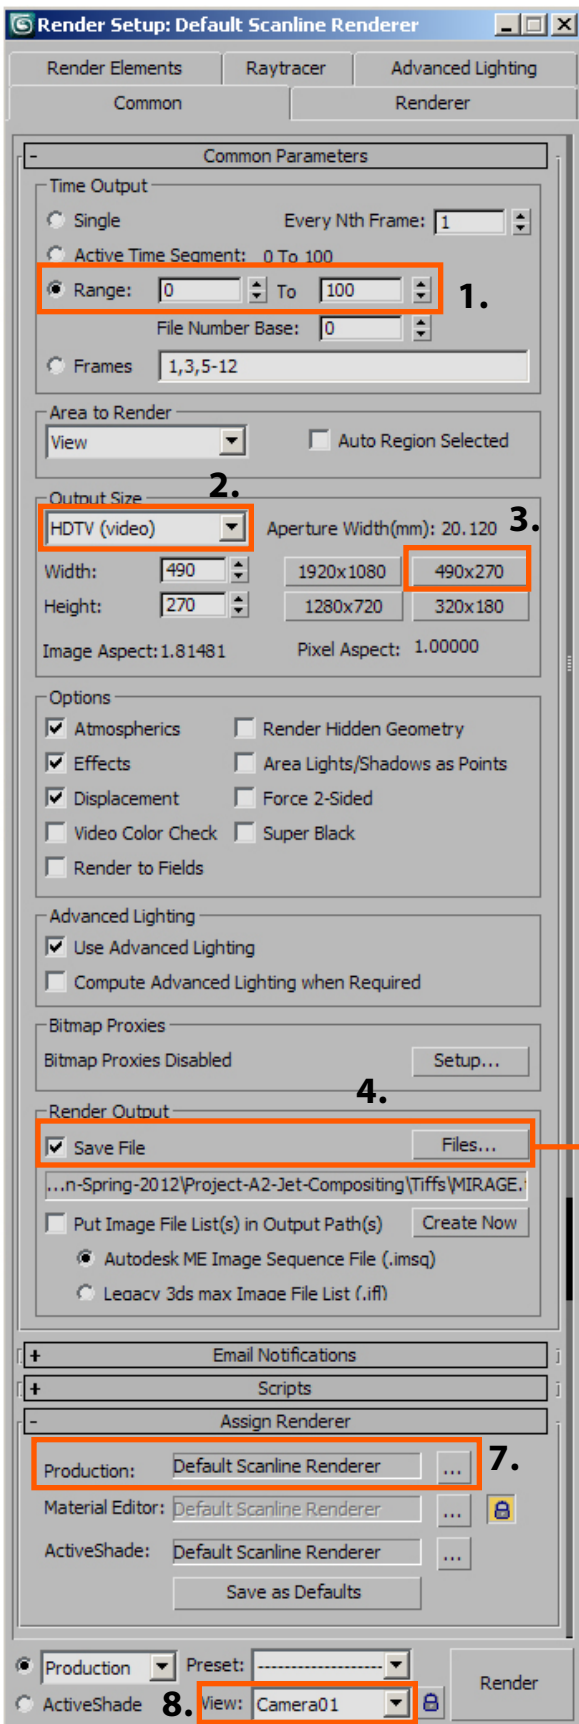 Render Setup: Default Scanline Renderer
Render Elements Raytracer Advanced Lighting
Common Renderer
- Common Parameters
Time Output
Single Every Nth Frame: 1
Active Time Segment: 0 To 100
Range: 0 To 100 1.
File Number Base: 0
Frames 1,3,5-12
Area to Render
View Auto Region Selected
2.
Output Size
HDTV (video) Aperture Width(mm): 20.120 3.
Width: 490 1920x1080 490x270
Height: 270 1280x720 320x180
Image Aspect: 1.81481 Pixel Aspect: 1.00000
Options
Atmospherics Render Hidden Geometry
Effects Area Lights/Shadows as Points
Displacement Force 2-Sided
Video Color Check Super Black
Render to Fields
Advanced Lighting
Use Advanced Lighting
Compute Advanced Lighting when Required
Bitmap Proxies
Bitmap Proxies Disabled Setup...
4.
Render Output
Save File Files...
...n-Spring-2012\Project-A2-Jet-Compositing\Tiffs\MIRAGE.
Put Image File List(s) in Output Path(s) Create Now
Autodesk ME Image Sequence File (.imsq)
Legacy 3ds max Image File List (.ifl)
+ Email Notifications
+ Scripts
- Assign Renderer
Production: Default Scanline Renderer ... 7.
Material Editor: Default Scanline Renderer ...
ActiveShade: Default Scanline Renderer ...
Save as Defaults
Production Preset: -------------------- Render
ActiveShade 8. View: Camera01